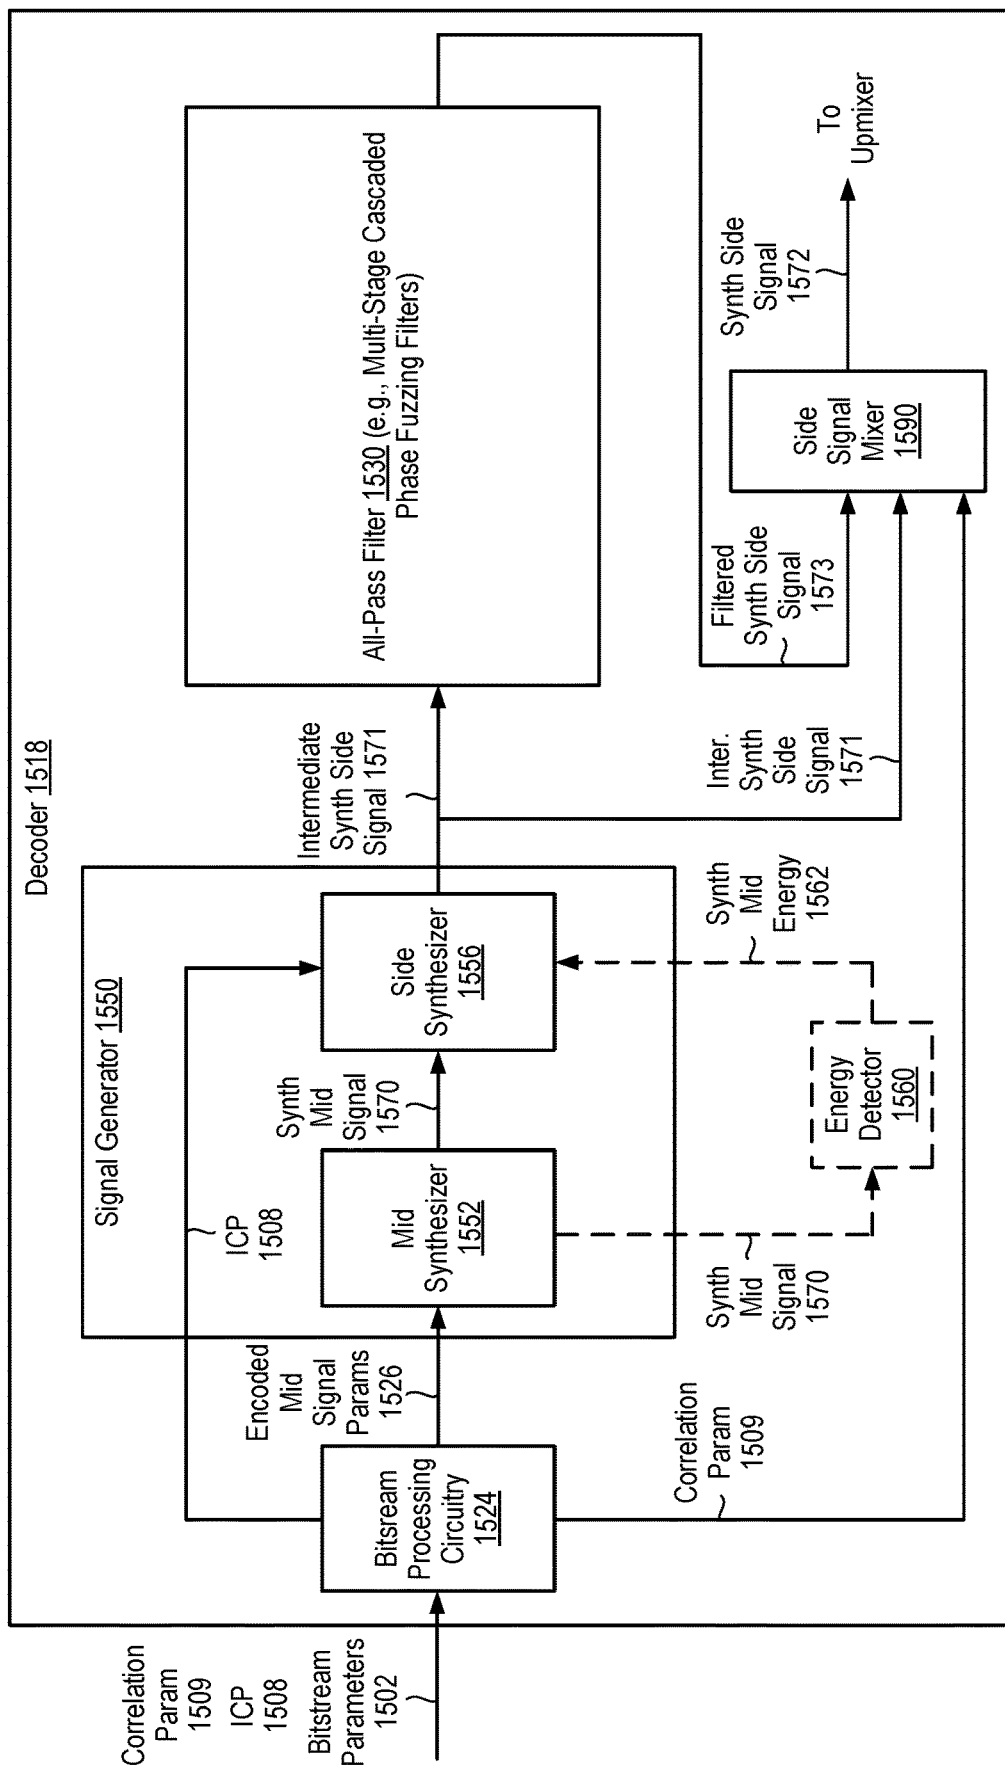 Decoder 1518
Correlation
Param
1509
ICP
1508
Bitstream
Parameters
1502
Bitsream
Processing
Circuitry
1524
Encoded
Mid
Signal
Params
1526
ICP
1508
Signal Generator 1550
Mid
Synthesizer
1552
Synth
Mid
Signal
1570
Side
Synthesizer
1556
Intermediate
Synth Side
Signal 1571
All-Pass Filter 1530 (e.g., Multi-Stage Cascaded
Phase Fuzzing Filters)
Correlation
Param
1509
Synth
Mid
Signal
1570
Energy
Detector
1560
Synth
Mid
Energy
1562
Inter.
Synth
Side
Signal
1571
Filtered
Synth Side
Signal
1573
Side
Signal
Mixer
1590
Synth Side
Signal
1572
To
Upmixer